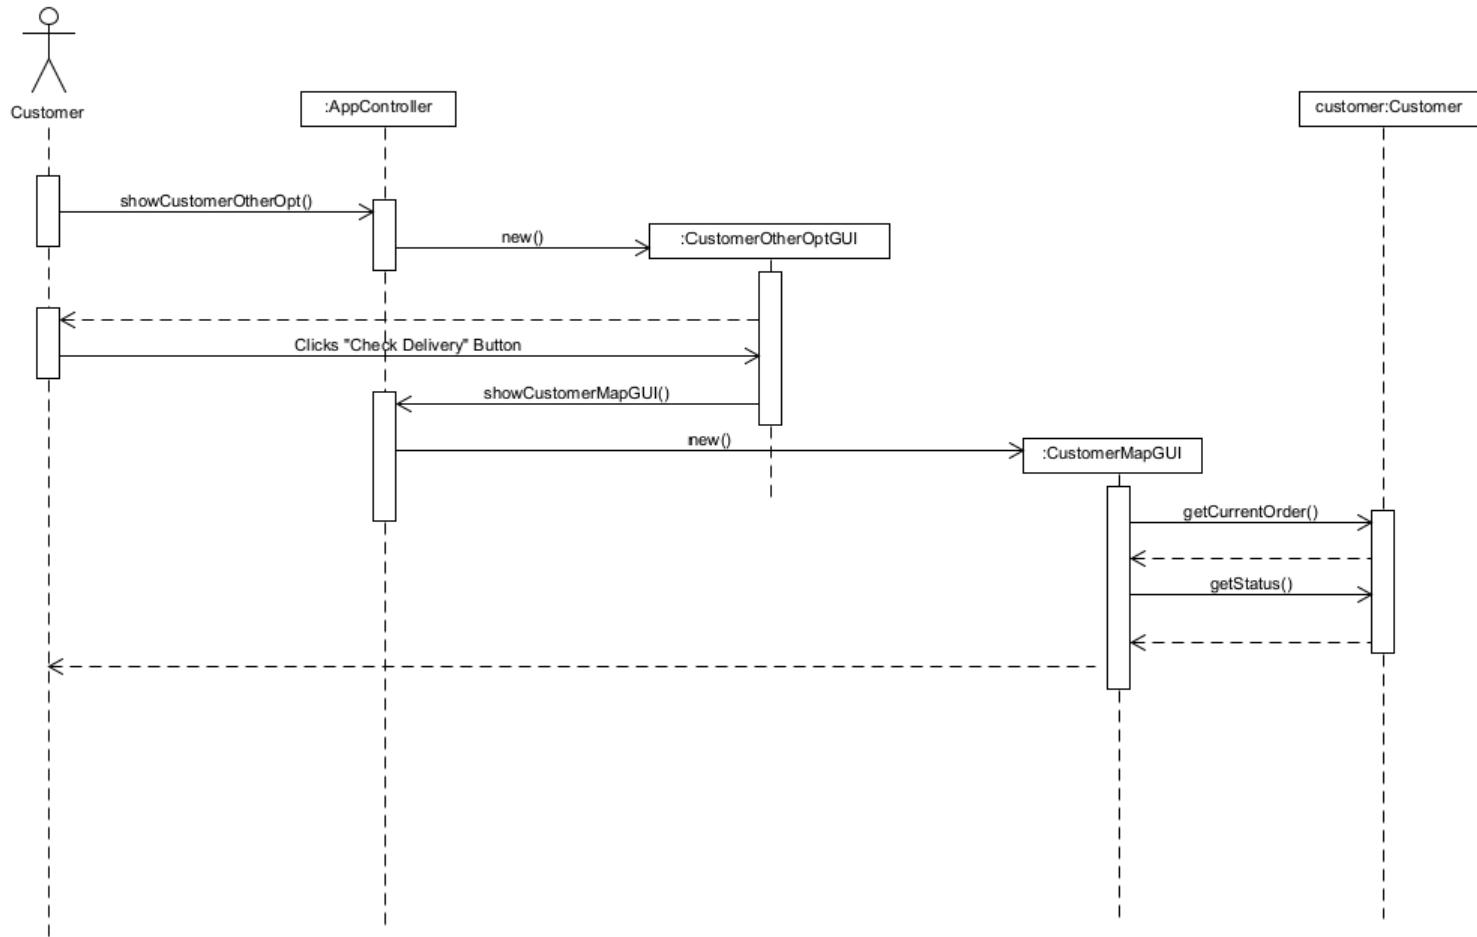 Customer
:AppController
customer:Customer
showCustomerOtherOpt()
new()
:CustomerOtherOptGUI
Clicks "Check Delivery" Button
showCustomerMapGUI()
new()
:CustomerMapGUI
getCurrentOrder()
getStatus()